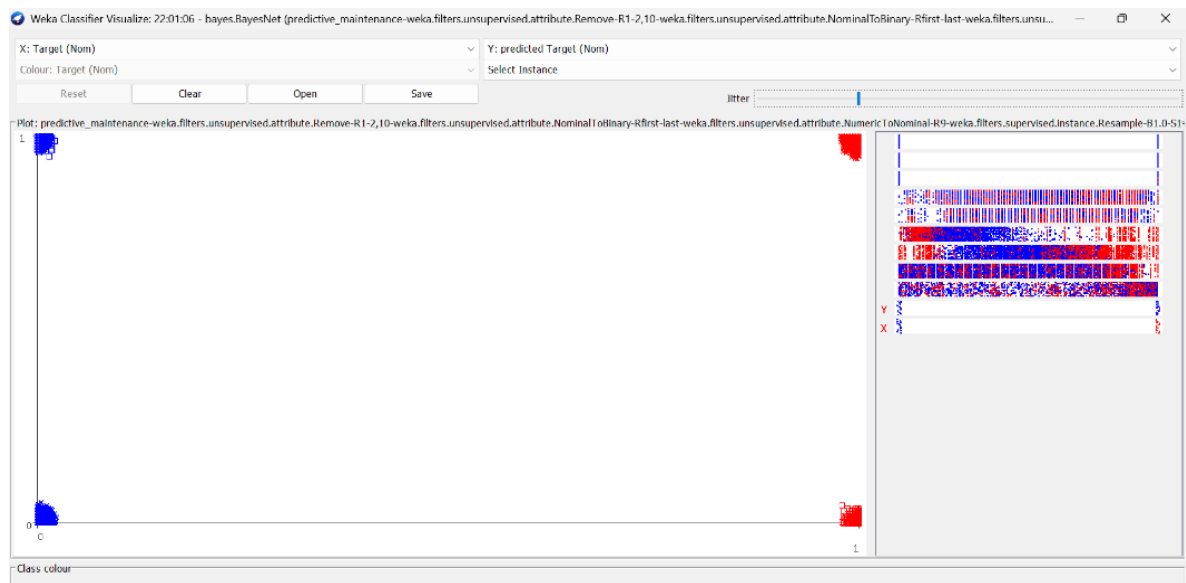 Weka Classifier Visualize: 22:01:06 - bayes.BayesNet (predictive_maintenance-weka.filters.unsupervised.attribute.Remove-R1-2,10-weka.filters.unsupervised.attribute.NominalToBinary-Rfirst-last-weka.filters.unsu...
X: Target (Nom)
Y: predicted Target (Nom)
Colour: Target (Nom)
Select Instance
Reset
Clear
Open
Save
Jitter
Plot: predictive_maintenance-weka.filters.unsupervised.attribute.Remove-R1-2,10-weka.filters.unsupervised.attribute.NominalToBinary-Rfirst-last-weka.filters.unsupervised.attribute.NumericToNominal-R9-weka.filters.supervised.instance.Resample-B1.0-S1-
1
Y
X
0
0
1
Class colour